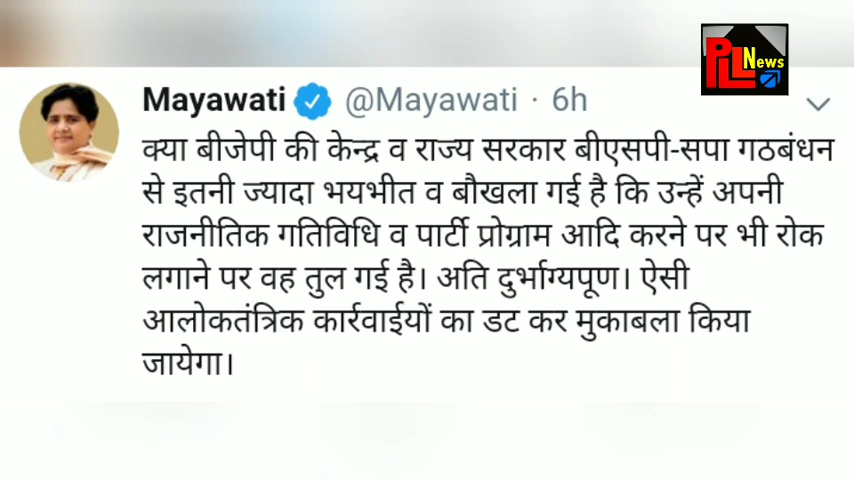 PLL News
Mayawati @Mayawati · 6h
क्या बीजेपी की केन्द्र व राज्य सरकार बीएसपी-सपा गठबंधन
से इतनी ज्यादा भयभीत व बौखला गई है कि उन्हें अपनी
राजनीतिक गतिविधि व पार्टी प्रोग्राम आदि करने पर भी रोक
लगाने पर वह तुल गई है। अति दुर्भाग्यपूण। ऐसी
आलोकतंत्रिक कार्रवाईयों का डट कर मुकाबला किया
जायेगा।